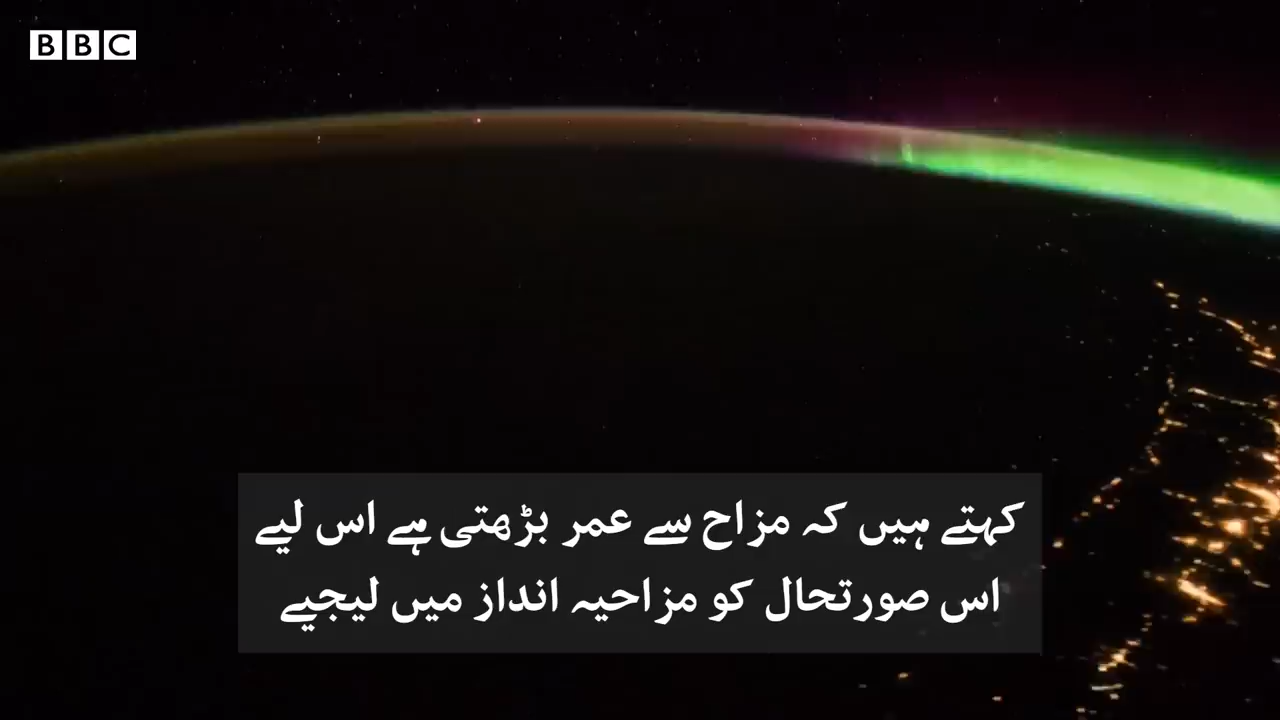 BBC
کہتے ہیں کہ مزاح سے عمر بڑھتی ہے اس لیے
اس صورتحال کو مزاحیہ انداز میں لیجیے